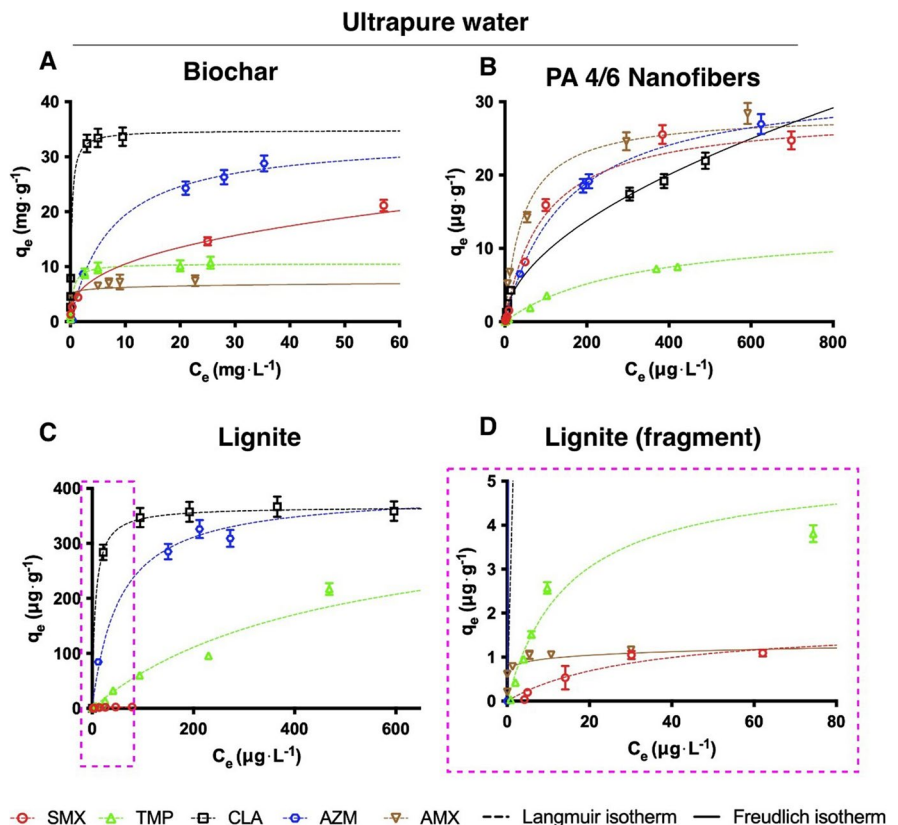 Ultrapure water
A
Biochar
40
30
20
10
0
qe (mg·g-1)
0 10 20 30 40 50 60
Ce (mg·L-1)
B
PA 4/6 Nanofibers
30
20
10
0
qe (µg·g-1)
0 200 400 600 800
Ce (µg·L-1)
C
Lignite
400
300
200
100
0
qe (µg·g-1)
0 200 400 600
Ce (µg·L-1)
D
Lignite (fragment)
5
4
3
2
1
0
qe (µg·g-1)
0 20 40 60 80
Ce (µg·L-1)
SMX TMP CLA AZM AMX Langmuir isotherm Freudlich isotherm